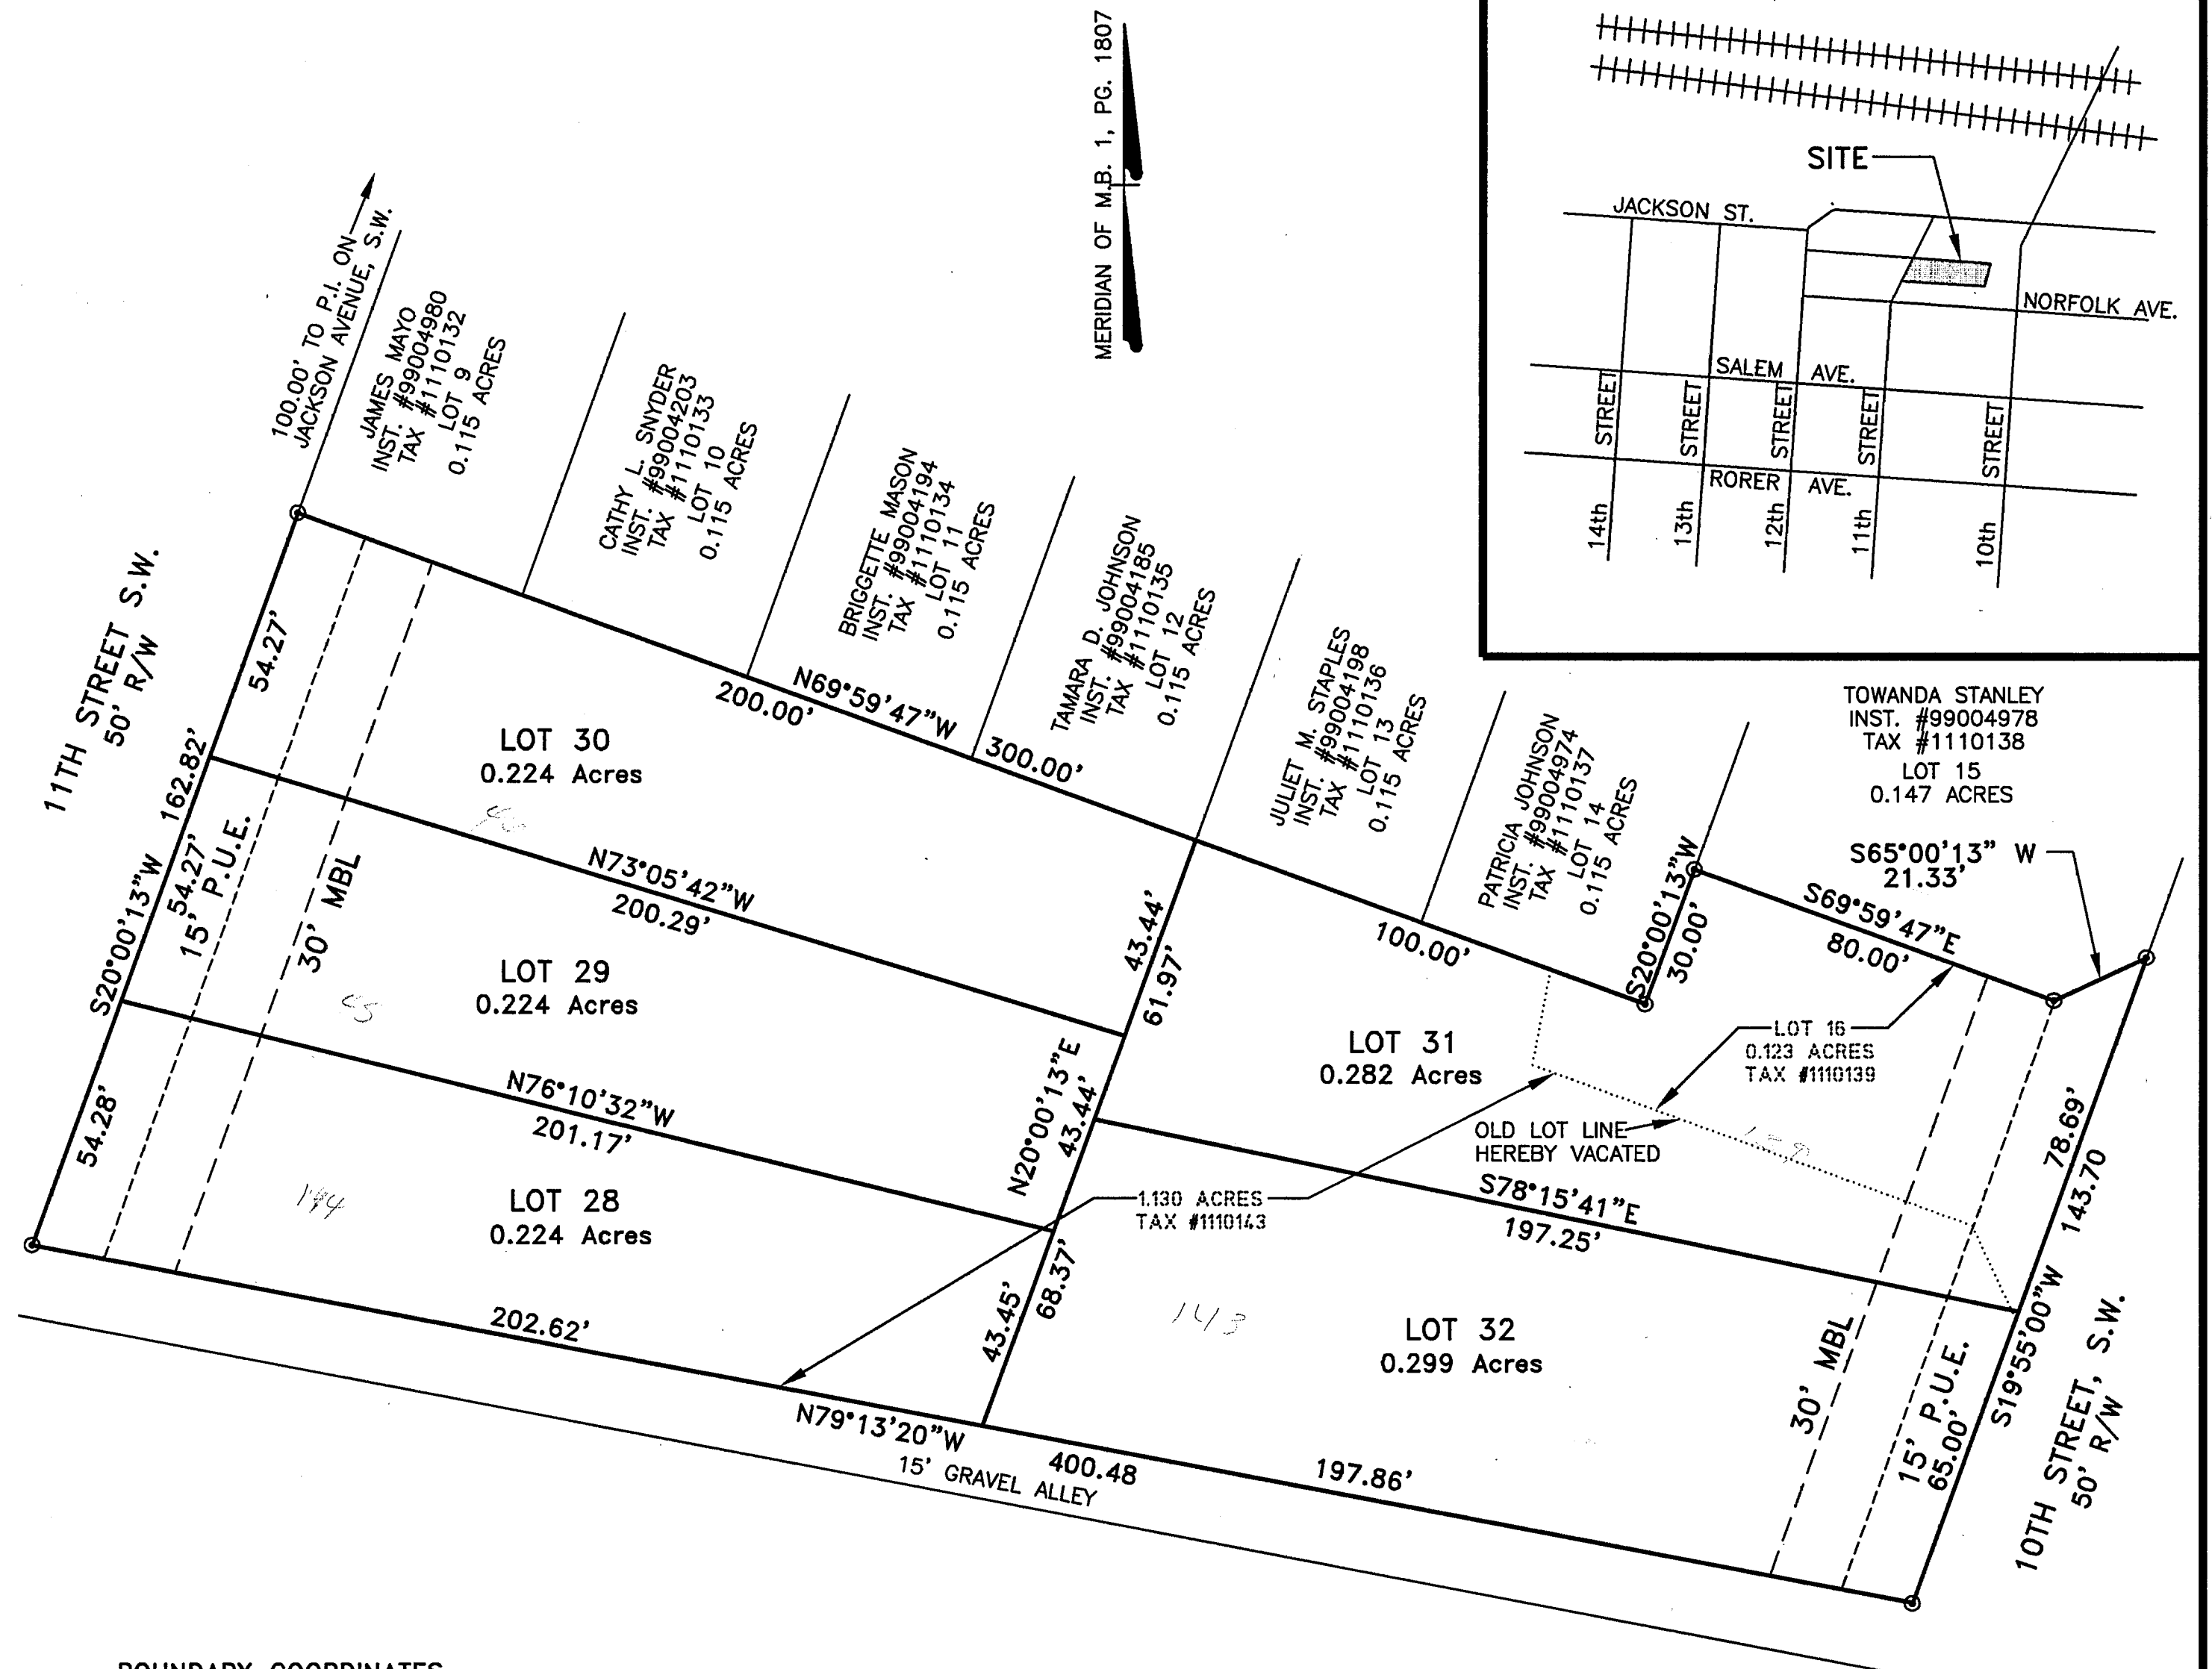 MERIDIAN OF M.B. 1, PG. 1807
SITE
JACKSON ST.
NORFOLK AVE.
SALEM AVE.
RORER AVE.
14th STREET
13th STREET
12th STREET
11th STREET
10th STREET
100.00' TO P.I. ON
JACKSON AVENUE, S.W.
JAMES MAYO
INST. #99004980
TAX #1110132
LOT 9
0.115 ACRES
CATHY L. SNYDER
INST. #99004203
TAX #1110133
LOT 10
0.115 ACRES
BRIGGETTE MASON
INST. #99004194
TAX #1110134
LOT 11
0.115 ACRES
TAMARA D. JOHNSON
INST. #99004185
TAX #1110135
LOT 12
0.115 ACRES
JULIET M. STAPLES
INST. #99004198
TAX #1110136
LOT 13
0.115 ACRES
PATRICIA JOHNSON
INST. #99004974
TAX #1110137
LOT 14
0.115 ACRES
TOWANDA STANLEY
INST. #99004978
TAX #1110138
LOT 15
0.147 ACRES
S65°00'13" W
21.33'
S69°59'47"E
80.00'
S20°00'13"W
30.00'
N69°59'47"W
200.00'
300.00'
100.00'
11TH STREET S.W.
50' R/W
54.27'
162.82'
S20°00'13"W
54.27'
15' P.U.E.
30' MBL
54.28'
LOT 30
0.224 Acres
N73°05'42"W
200.29'
LOT 29
0.224 Acres
45
N76°10'32"W
201.17'
LOT 28
0.224 Acres
144
202.62'
43.44'
61.97'
N20°00'13"E
43.44'
43.45'
68.37'
LOT 31
0.282 Acres
LOT 16
0.123 ACRES
TAX #1110139
OLD LOT LINE
HEREBY VACATED
1.130 ACRES
TAX #1110143
S78°15'41"E
197.25'
143
LOT 32
0.299 Acres
78.69'
143.70
S19°55'00"W
30' MBL
15' P.U.E.
65.00'
10TH STREET, S.W.
50' R/W
N79°13'20"W
400.48
197.86'
15' GRAVEL ALLEY
BOUNDARY COORDINATES